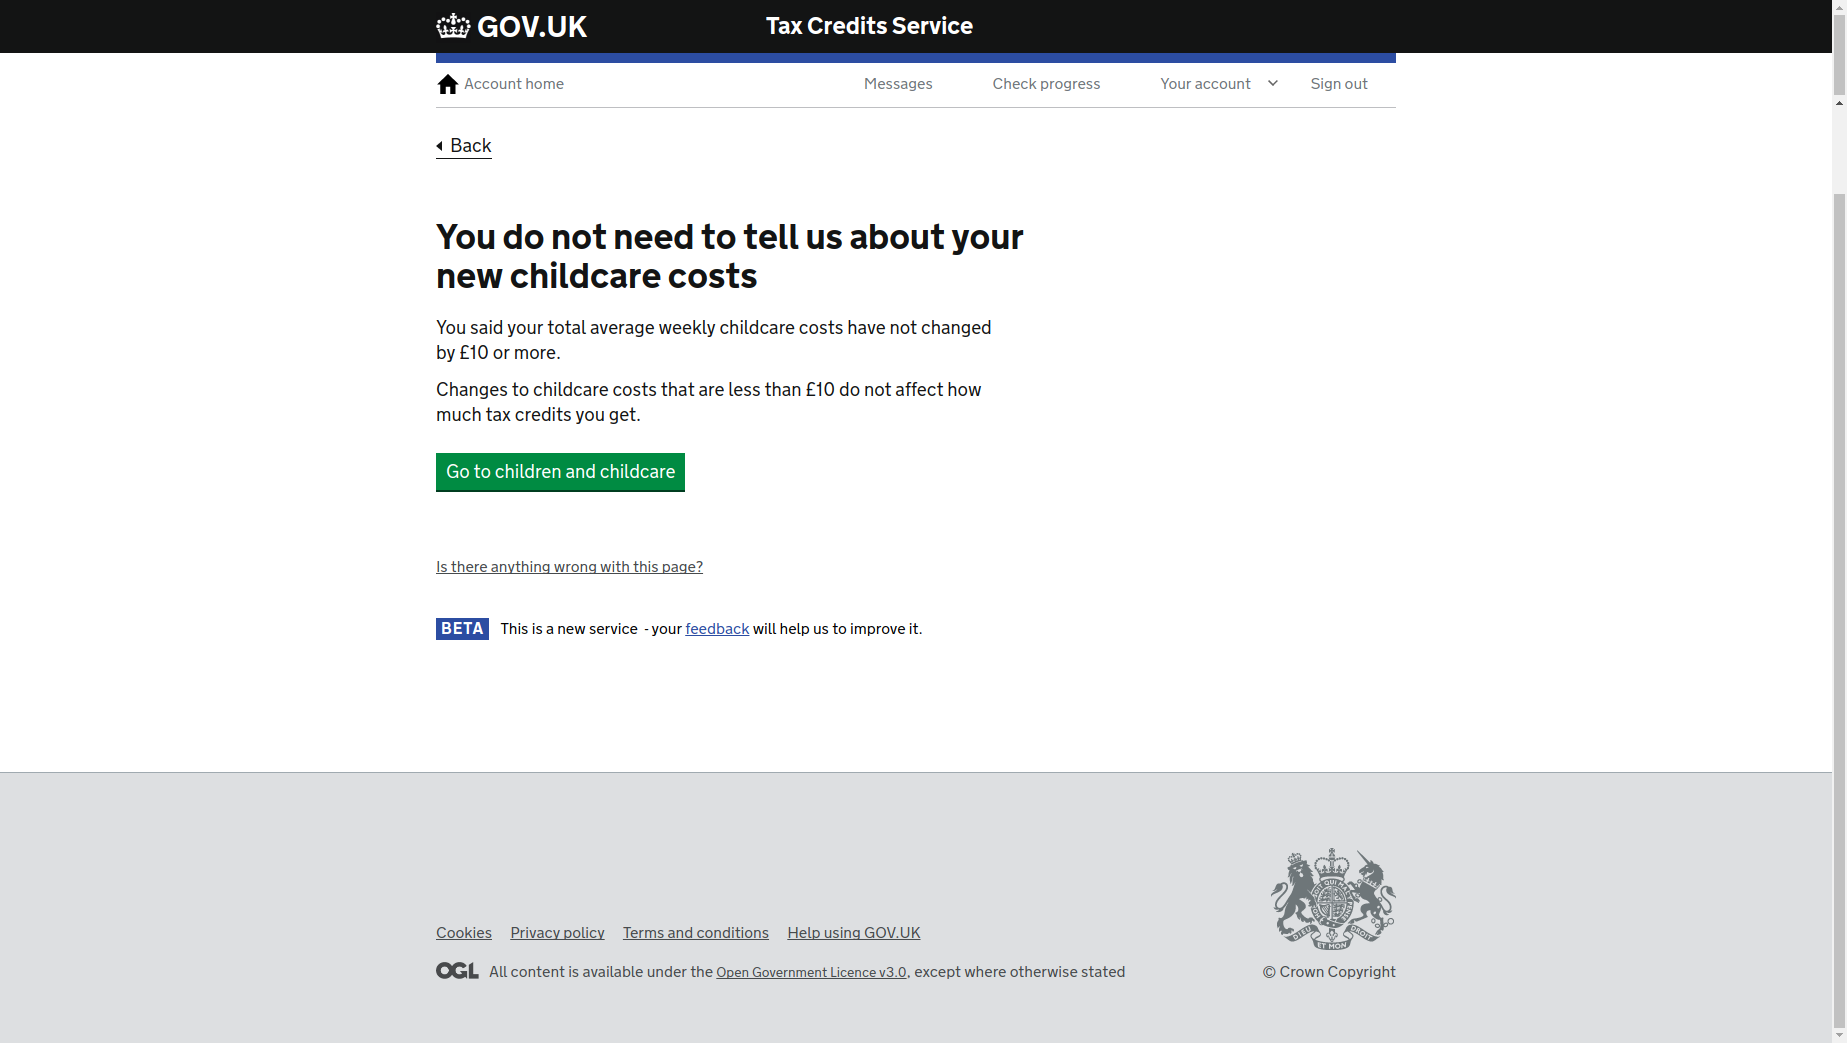 GOV.UK Tax Credits Service
Account home Messages Check progress Your account Sign out
Back
You do not need to tell us about your
new childcare costs
You said your total average weekly childcare costs have not changed
by £10 or more.
Changes to childcare costs that are less than £10 do not affect how
much tax credits you get.
Go to children and childcare
Is there anything wrong with this page?
BETA This is a new service - your feedback will help us to improve it.
Cookies Privacy policy Terms and conditions Help using GOV.UK
OGL All content is available under the Open Government Licence v3.0, except where otherwise stated
© Crown Copyright